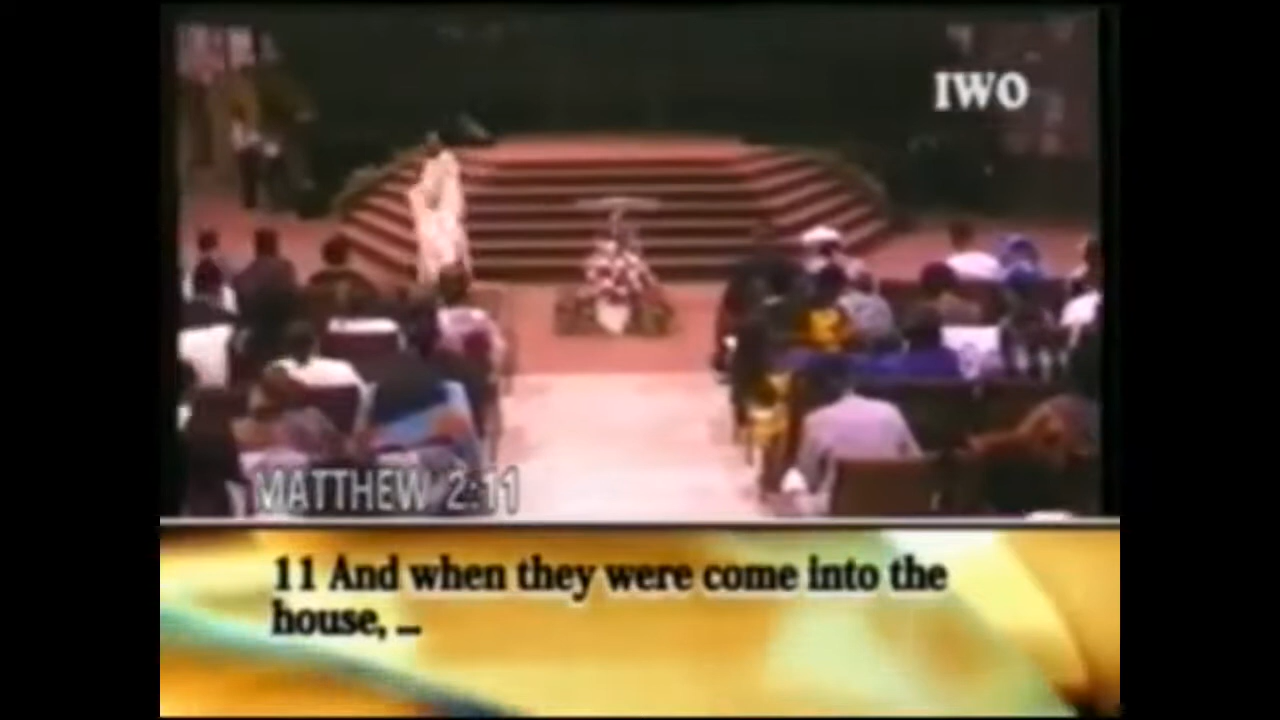 IWO
MATTHEW 2:11
11 And when they were come into the
house, ...